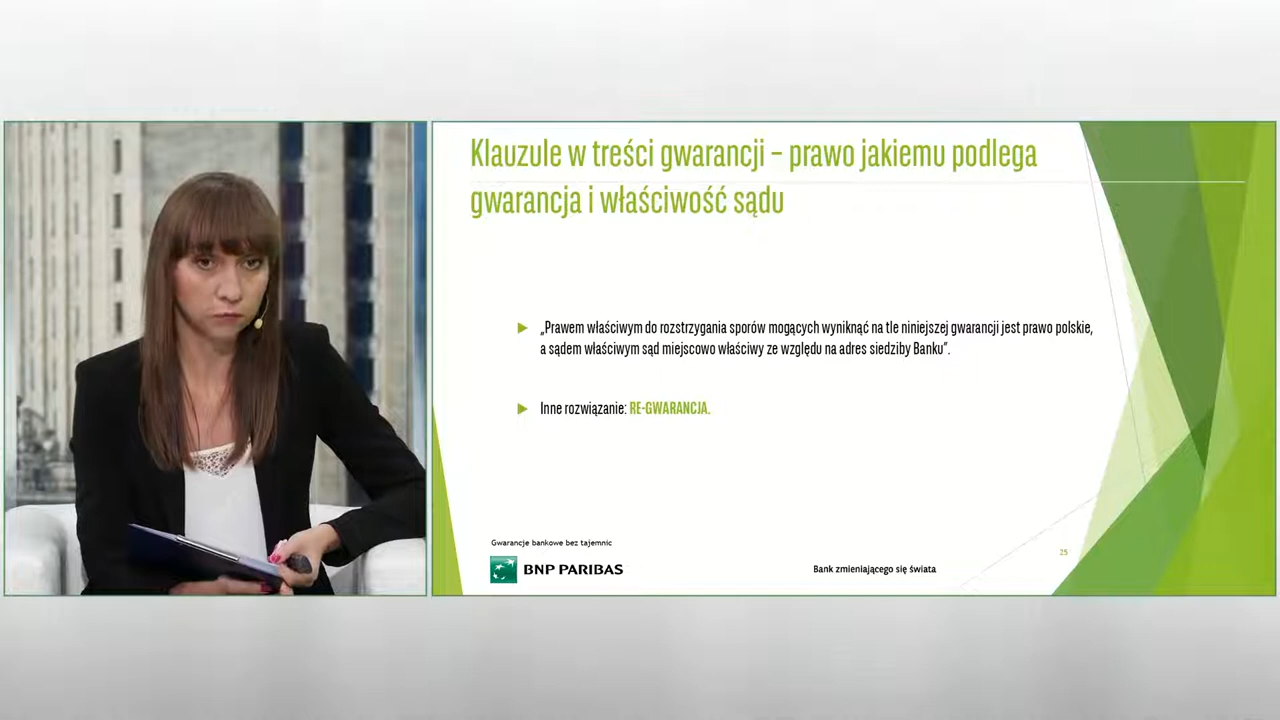 Klauzule w treści gwarancji – prawo jakiemu podlega
gwarancja i właściwość sądu
„Prawem właściwym do rozstrzygania sporów mogących wyniknąć na tle niniejszej gwarancji jest prawo polskie,
a sądem właściwym sąd miejscowo właściwy ze względu na adres siedziby Banku”.
Inne rozwiązanie: RE-GWARANCJA.
Gwarancje bankowe bez tajemnic
25
BNP PARIBAS
Bank zmieniającego się świata